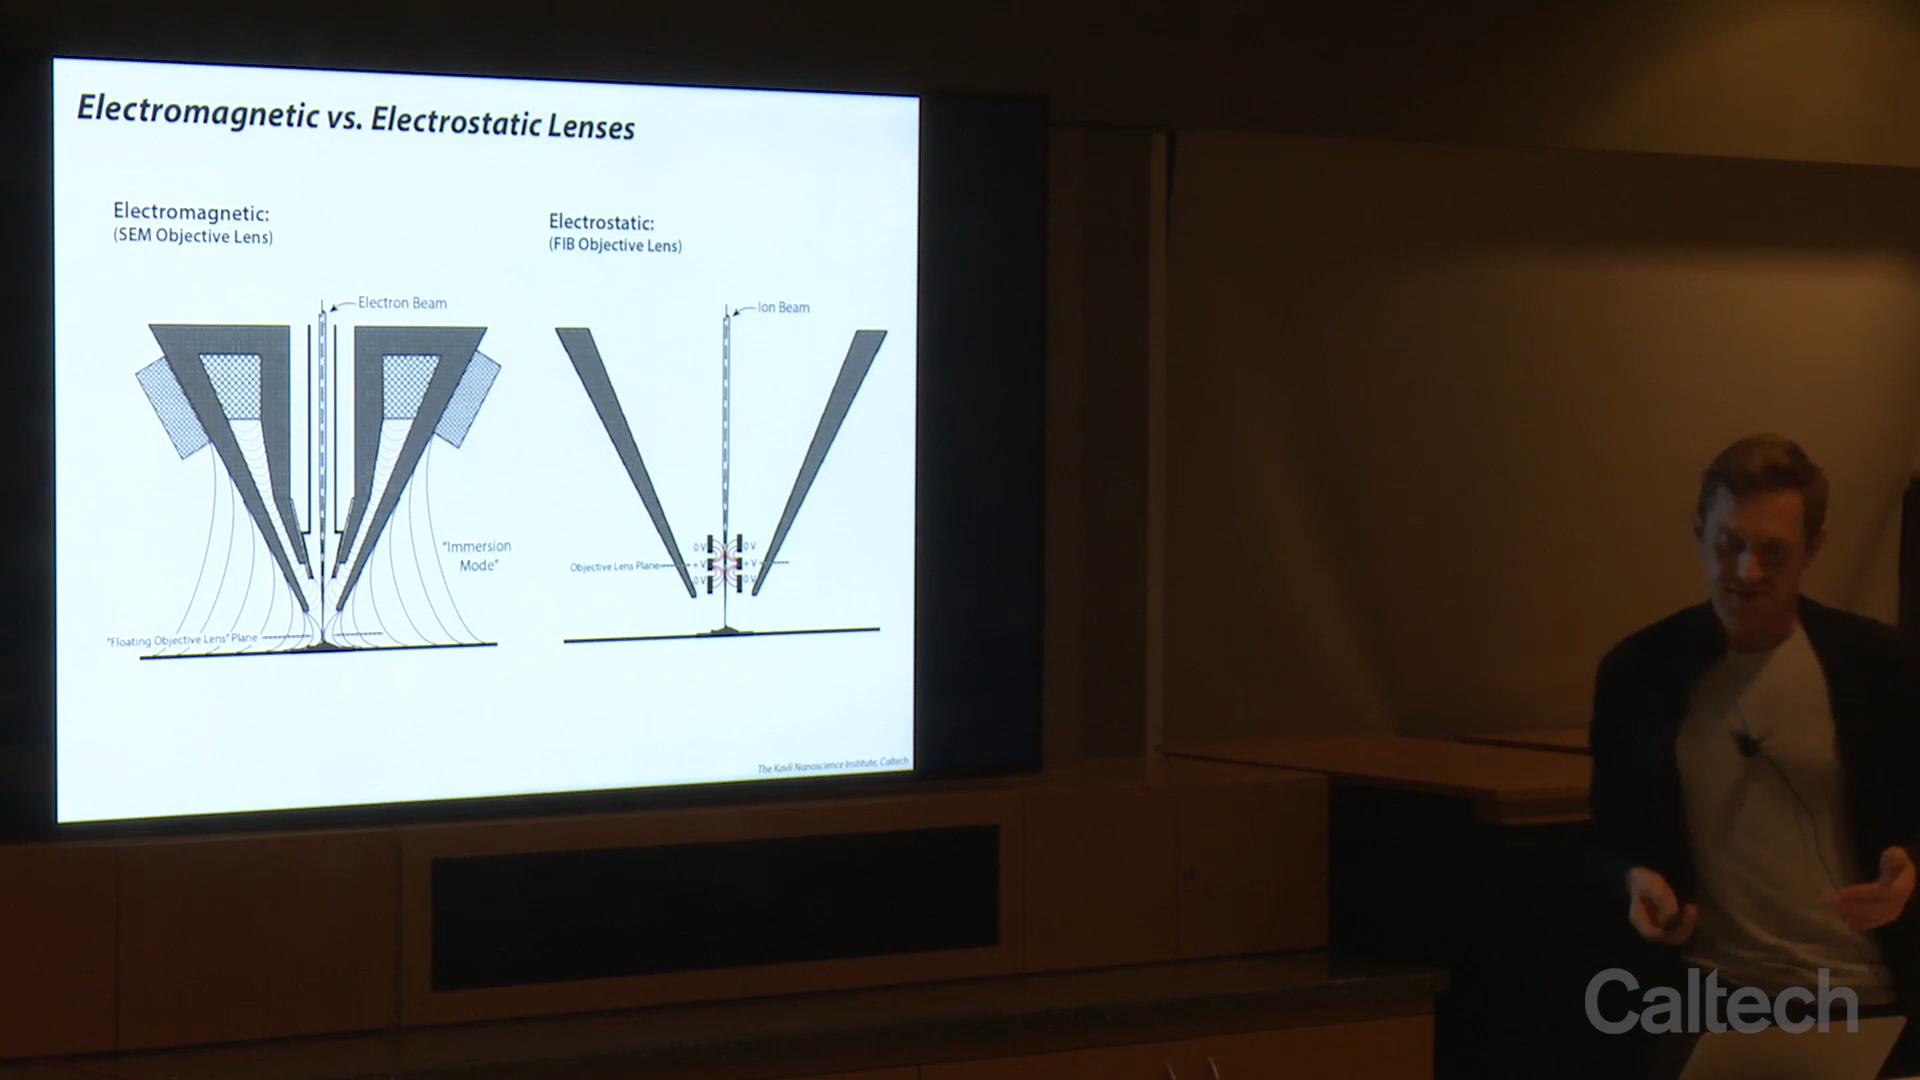 Electromagnetic vs. Electrostatic Lenses
Electromagnetic:
(SEM Objective Lens)
Electron Beam
"Immersion
Mode"
"Floating Objective Lens" Plane
Electrostatic:
(FIB Objective Lens)
Ion Beam
0 V 0 V
Objective Lens Plane + V + V
0 V 0 V
The Kavli Nanoscience Institute, Caltech
Caltech